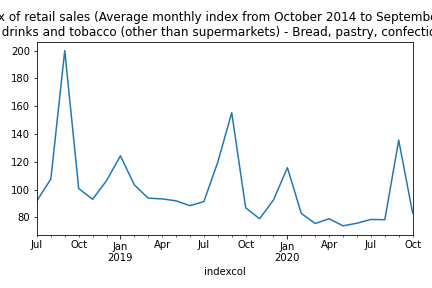 x of retail sales (Average monthly index from October 2014 to Septembe
drinks and tobacco (other than supermarkets) - Bread, pastry, confectio
200
180
160
140
120
100
80
Jul Oct Jan Apr Jul Oct Jan Apr Jul Oct
2019 2020
indexcol